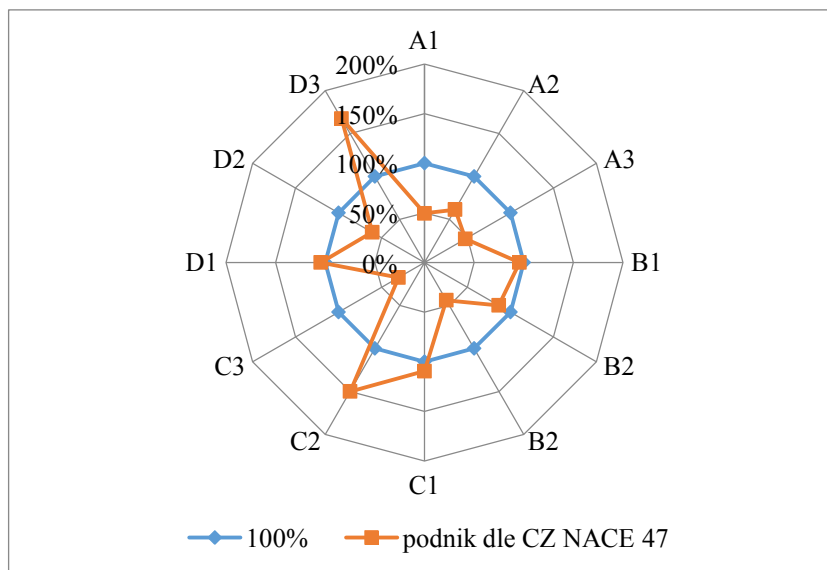 A1
200%
D3
A2
150%
D2
100%
A3
50%
D1
0%
B1
C3
B2
C2
B2
C1
100%
podnik dle CZ NACE 47